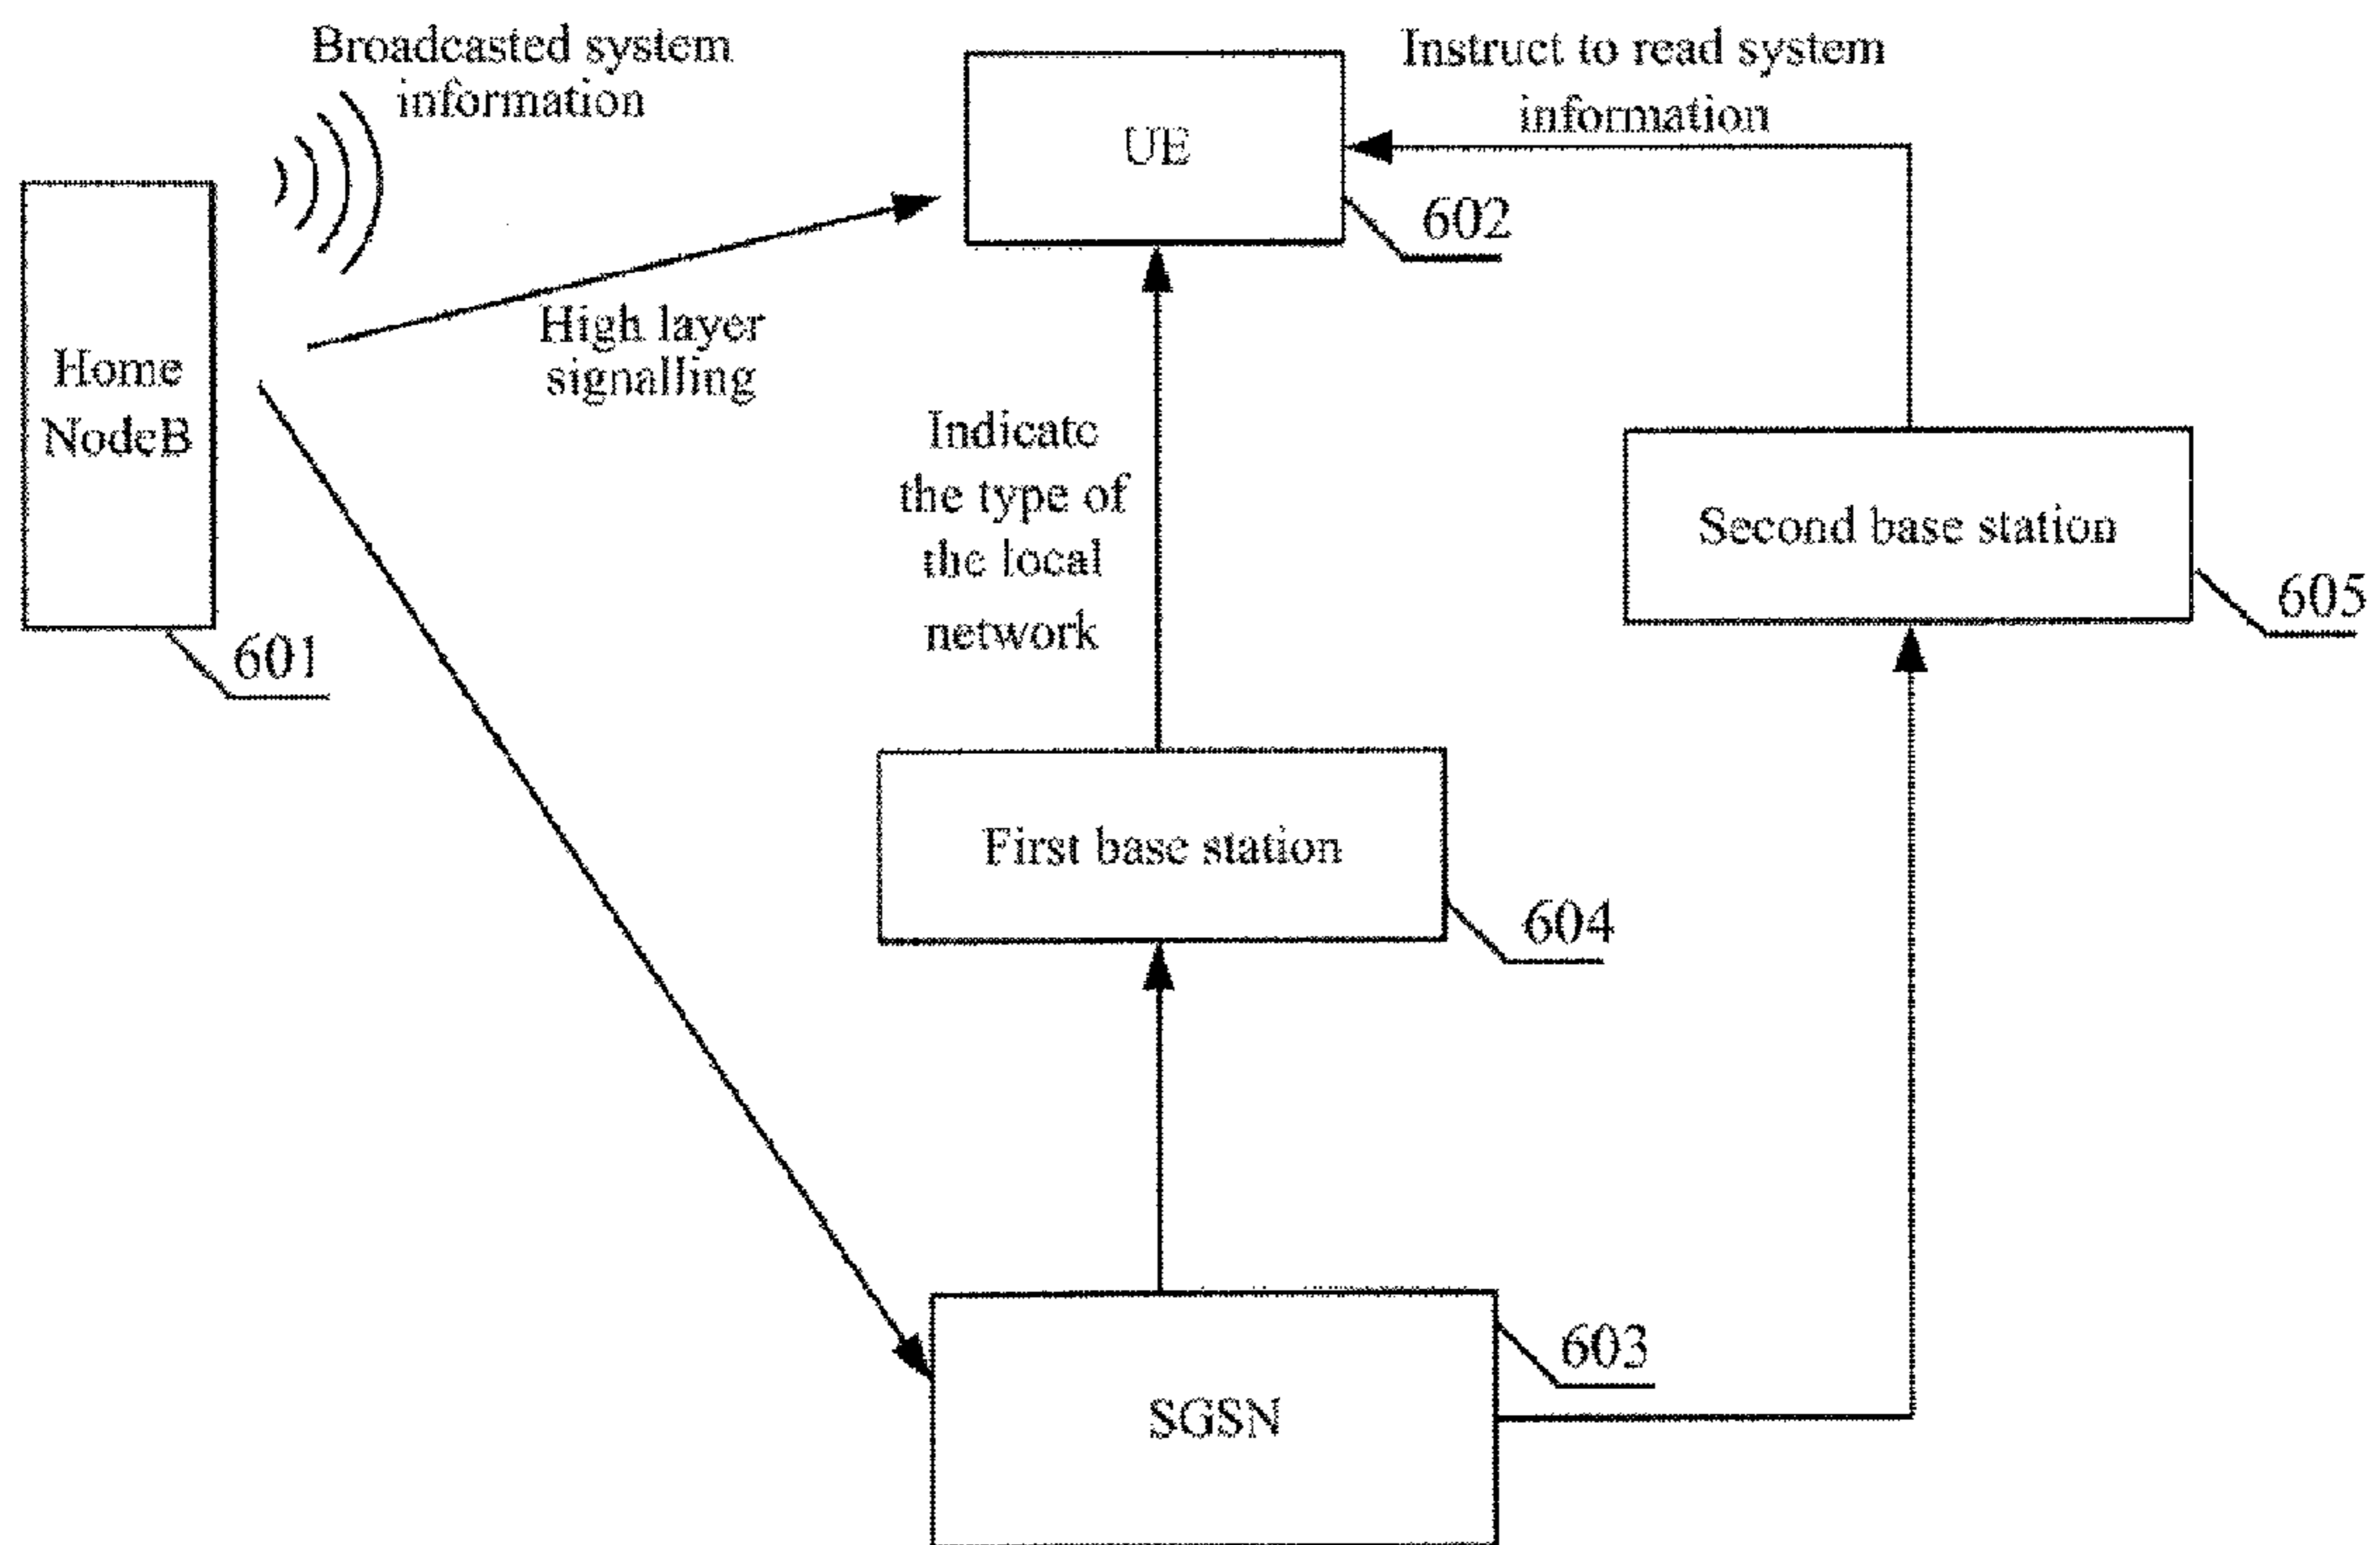 Broadcasted system
information
Instruct to read system
information
UE
602
High layer
signalling
Home
NodeB
601
Indicate
the type of
the local
network
Second base station
605
First base station
604
603
SGSN